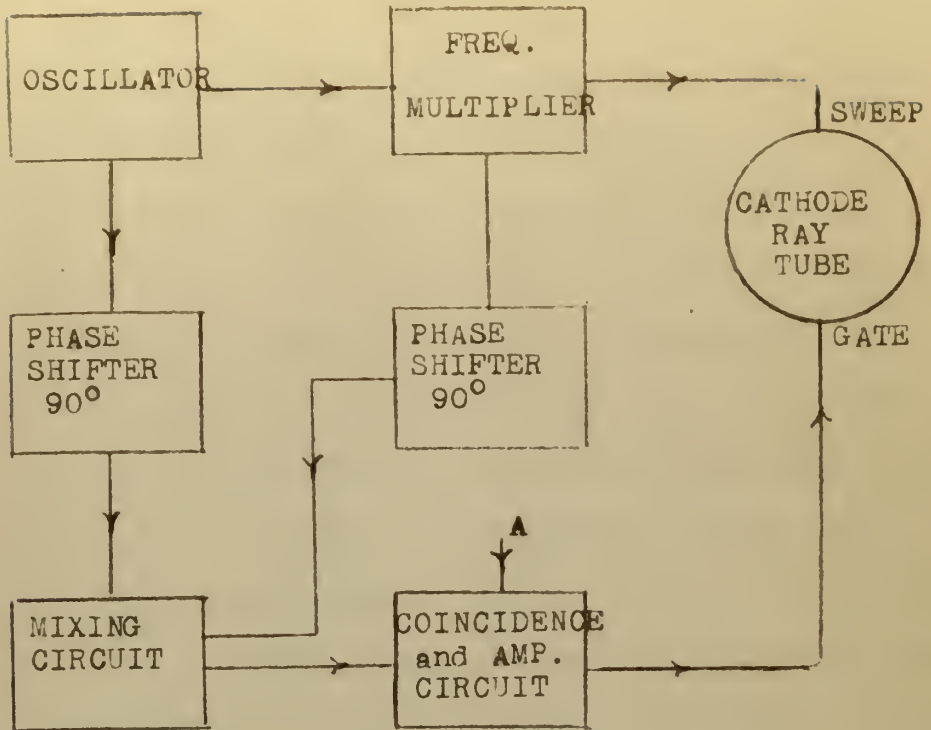 OSCILLATOR
FREQ.
MULTIPLIER
SWEEP
CATHODE
RAY
TUBE
GATE
PHASE
SHIFTER
90°
PHASE
SHIFTER
90°
A
MIXING
CIRCUIT
COINCIDENCE
and AMP.
CIRCUIT